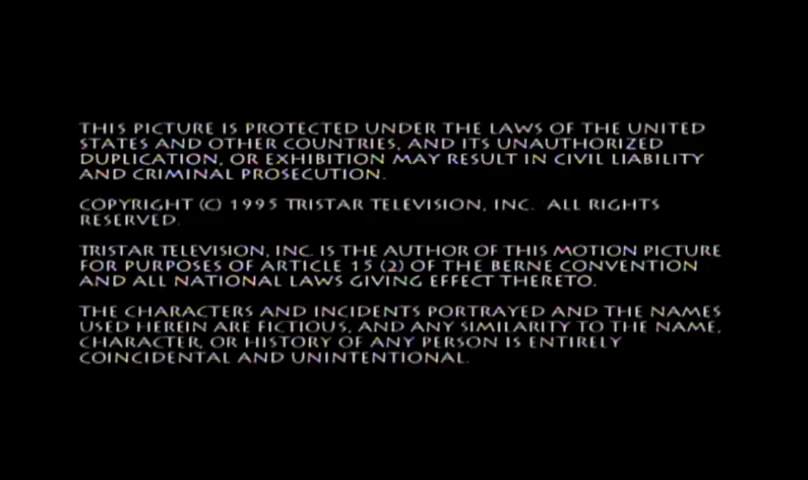 THIS PICTURE IS PROTECTED UNDER THE LAWS OF THE UNITED
STATES AND OTHER COUNTRIES, AND ITS UNAUTHORIZED
DUPLICATION, OR EXHIBITION MAY RESULT IN CIVIL LIABILITY
AND CRIMINAL PROSECUTION.
COPYRIGHT (C) 1995 TRISTAR TELEVISION, INC. ALL RIGHTS
RESERVED.
TRISTAR TELEVISION, INC. IS THE AUTHOR OF THIS MOTION PICTURE
FOR PURPOSES OF ARTICLE 15 (2) OF THE BERNE CONVENTION
AND ALL NATIONAL LAWS GIVING EFFECT THERETO.
THE CHARACTERS AND INCIDENTS PORTRAYED AND THE NAMES
USED HEREIN ARE FICTIOUS, AND ANY SIMILARITY TO THE NAME,
CHARACTER, OR HISTORY OF ANY PERSON IS ENTIRELY
COINCIDENTAL AND UNINTENTIONAL.